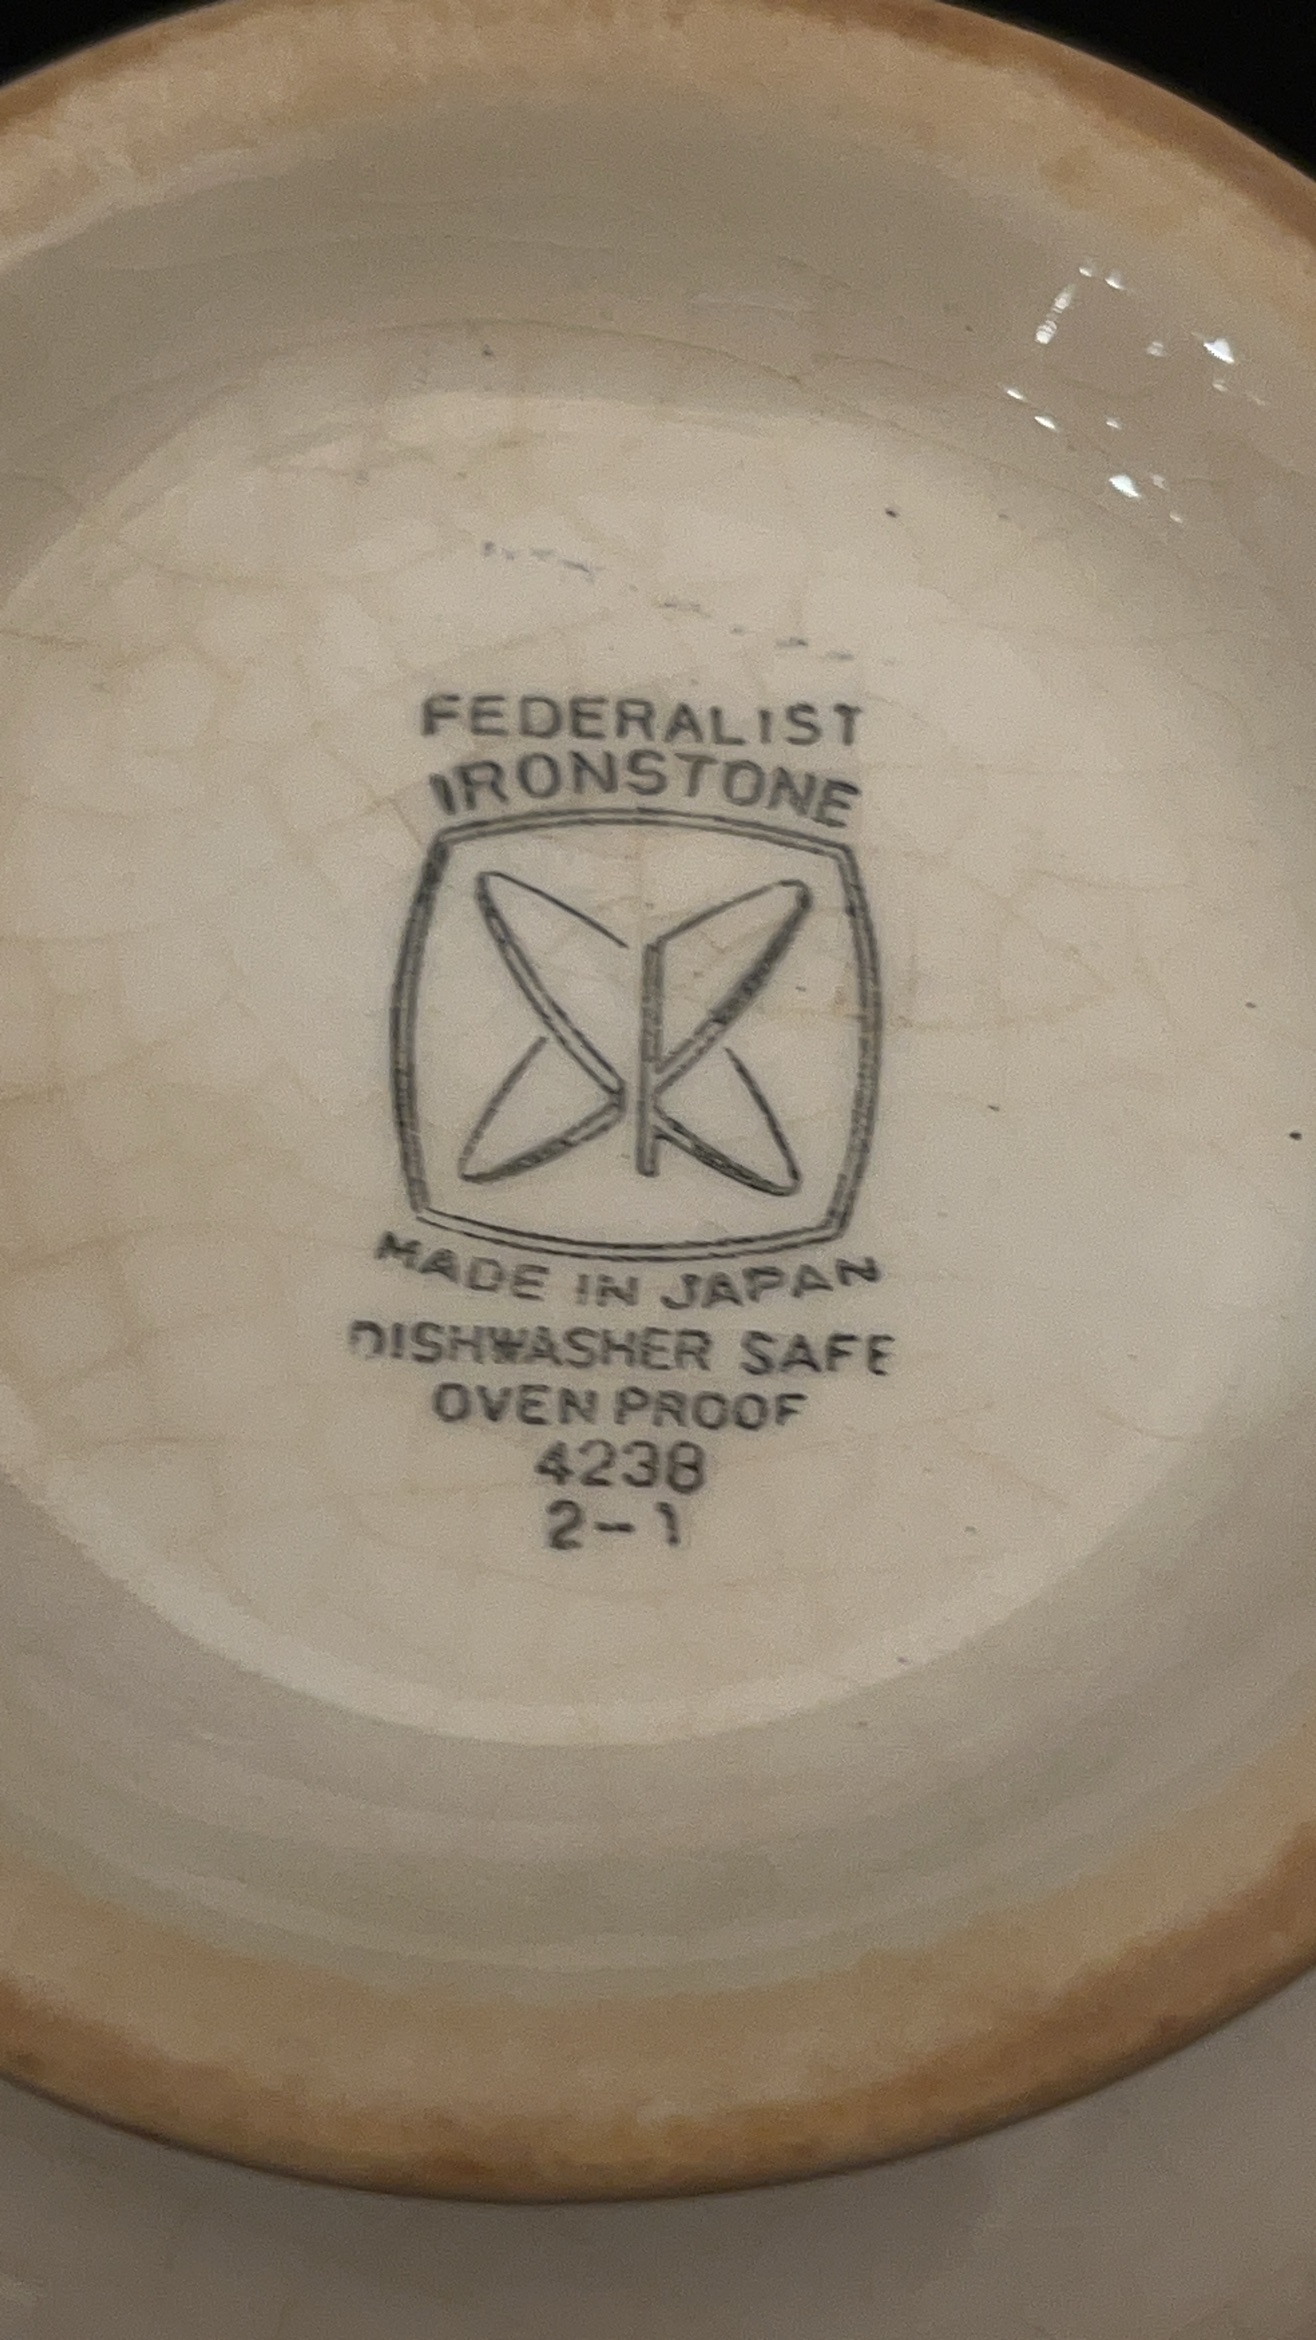 FEDERALIST
IRONSTONE
MADE IN JAPAN
DISHWASHER SAFE
OVEN PROOF
4238
2-1